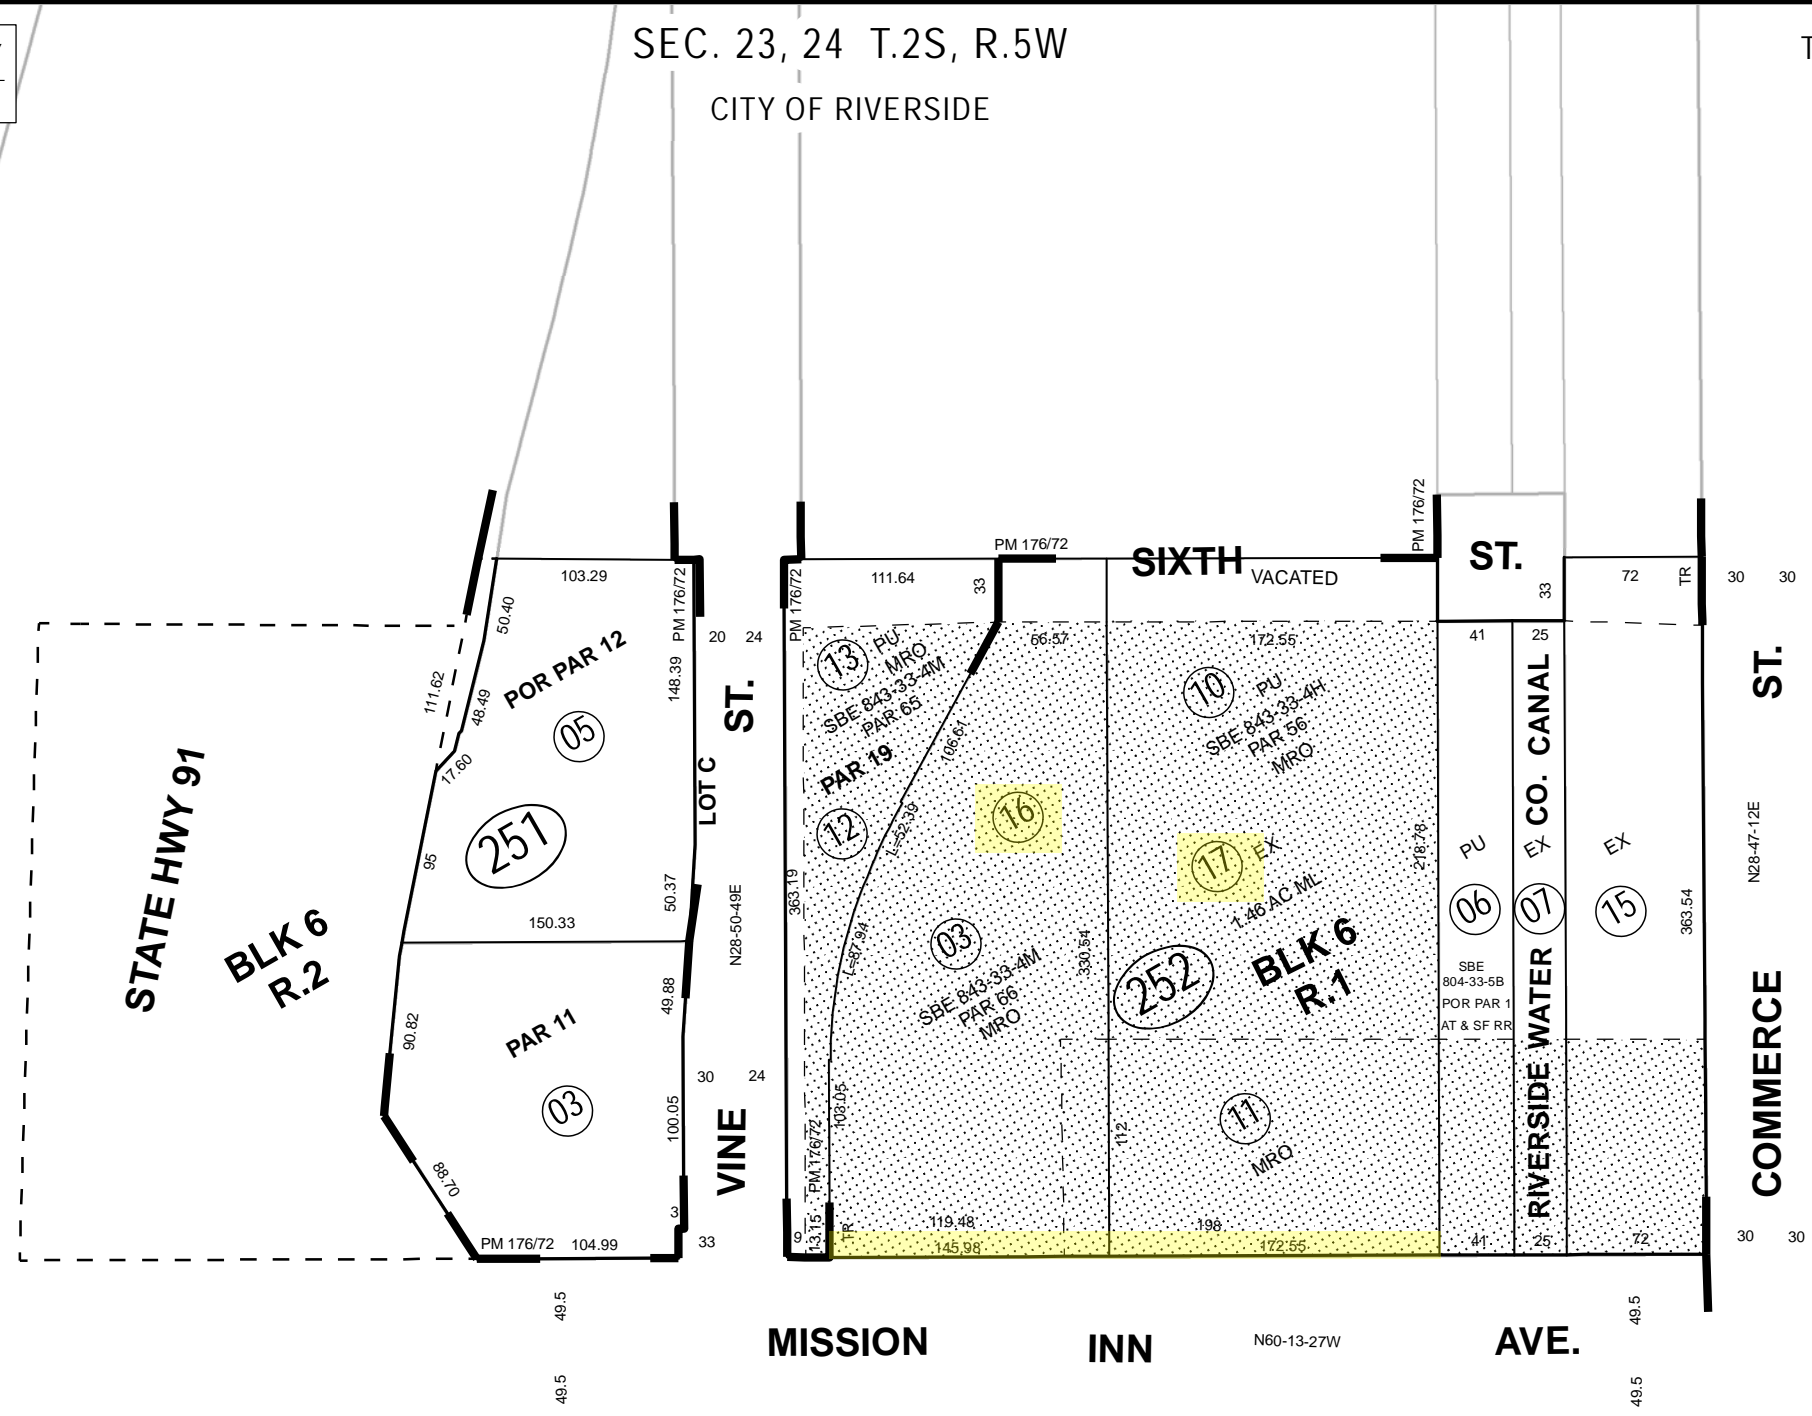 SEC. 23, 24 T.2S, R.5W
T
CITY OF RIVERSIDE
PM 176/72
PM 176/72
SIXTH
ST.
VACATED
103.29
111.64
33
33
72
TR
30 30
PM 176/72
PM 176/72
50.40
20 24
66.57
172.55
41
25
111.62
48.49
17.60
95
POR PAR 12
05
148.39
251
150.33
50.37
LOT C
ST.
N28-50-49E
363.19
13
PU
MRO
SBE 843-33-4M
PAR 65
PAR 19
12
106.61
L=52.39
L=87.94
16
03
SBE 843-33-4M
PAR 66
MRO
330.54
10
PU
SBE 843-33-4H
PAR 56
MRO
17
EX
1.46 AC ML
252
BLK 6
R.1
218.78
PU
06
SBE
804-33-5B
POR PAR 1
AT & SF RR
EX
07
RIVERSIDE WATER CO. CANAL
EX
15
363.54
N28-47-12E
COMMERCE
ST.
STATE HWY 91
BLK 6
R.2
90.82
PAR 11
03
49.88
30 24
100.05
88.70
3
33
VINE
PM 176/72
104.99
PM 176/72
103.05
9
13.15
TR
119.48
145.98
112
11
MRO
198
172.55
41
25
72
30 30
49.5
49.5
49.5
49.5
MISSION INN AVE.
N60-13-27W